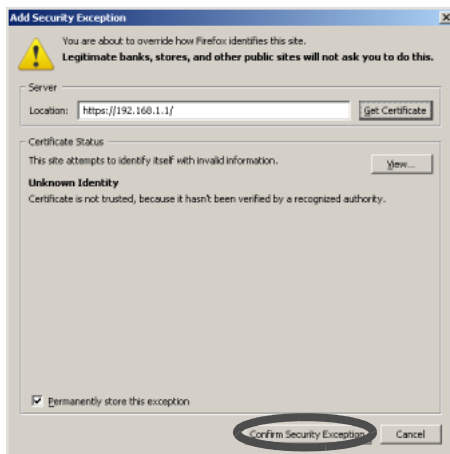 Add Security Exception
You are about to override how Firefox identifies this site.
Legitimate banks, stores, and other public sites will not ask you to do this.
Server
Location: https://192.168.1.1/ Get Certificate
Certificate Status
This site attempts to identify itself with invalid information. View...
Unknown Identity
Certificate is not trusted, because it hasn't been verified by a recognized authority.
Permanently store this exception
Confirm Security Exception Cancel